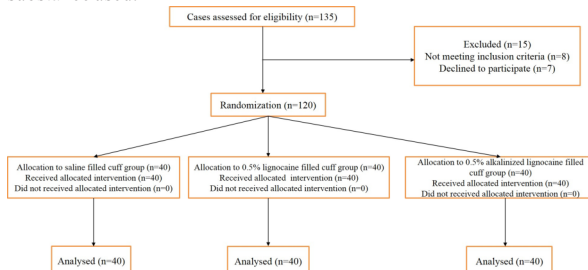 Cases assessed for eligibility (n=135)
Excluded (n=15)
Not meeting inclusion criteria (n=8)
Declined to participate (n=7)
Randomization (n=120)
Allocation to saline filled cuff group (n=40)
Received allocated intervention (n=40)
Did not received allocated intervention (n=0)
Allocation to 0.5% lignocaine filled cuff group (n=40)
Received allocated intervention (n=40)
Did not received allocated intervention (n=0)
Allocation to 0.5% alkalinized lignocaine filled
cuff group (n=40)
Received allocated intervention (n=40)
Did not received allocated intervention (n=0)
Analysed (n=40)
Analysed (n=40)
Analysed (n=40)